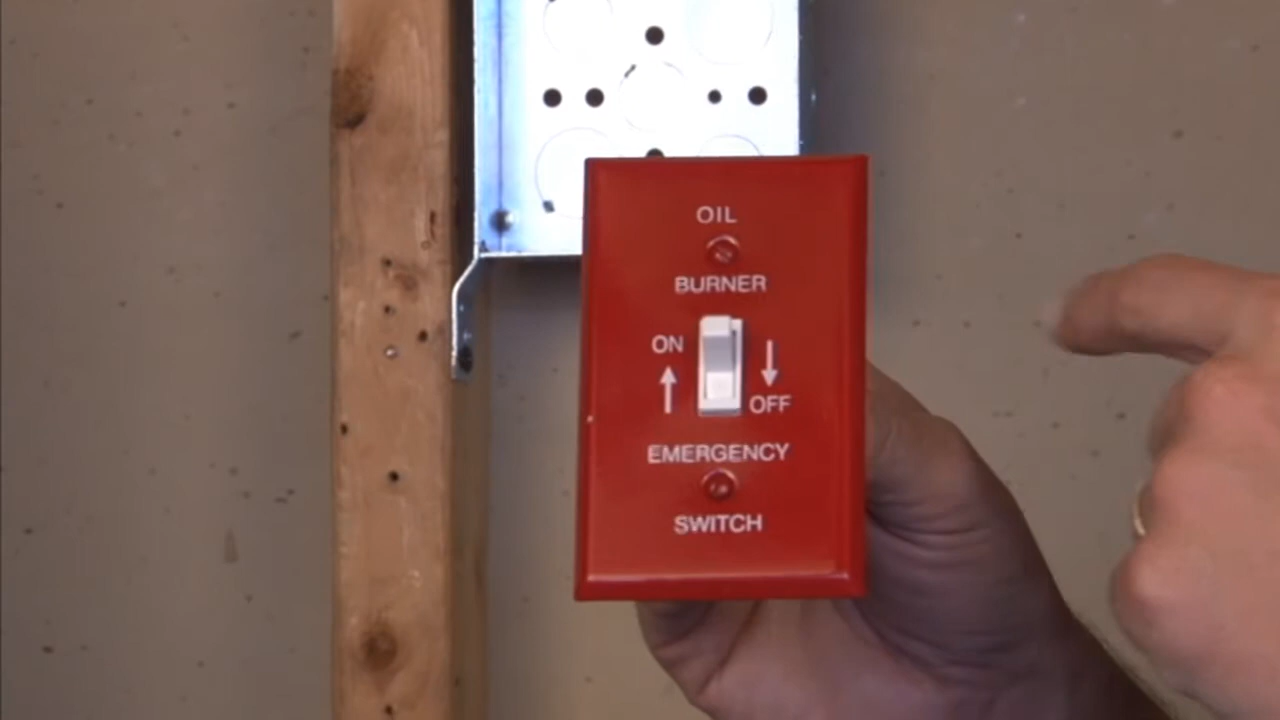 OIL
BURNER
ON
OFF
EMERGENCY
SWITCH